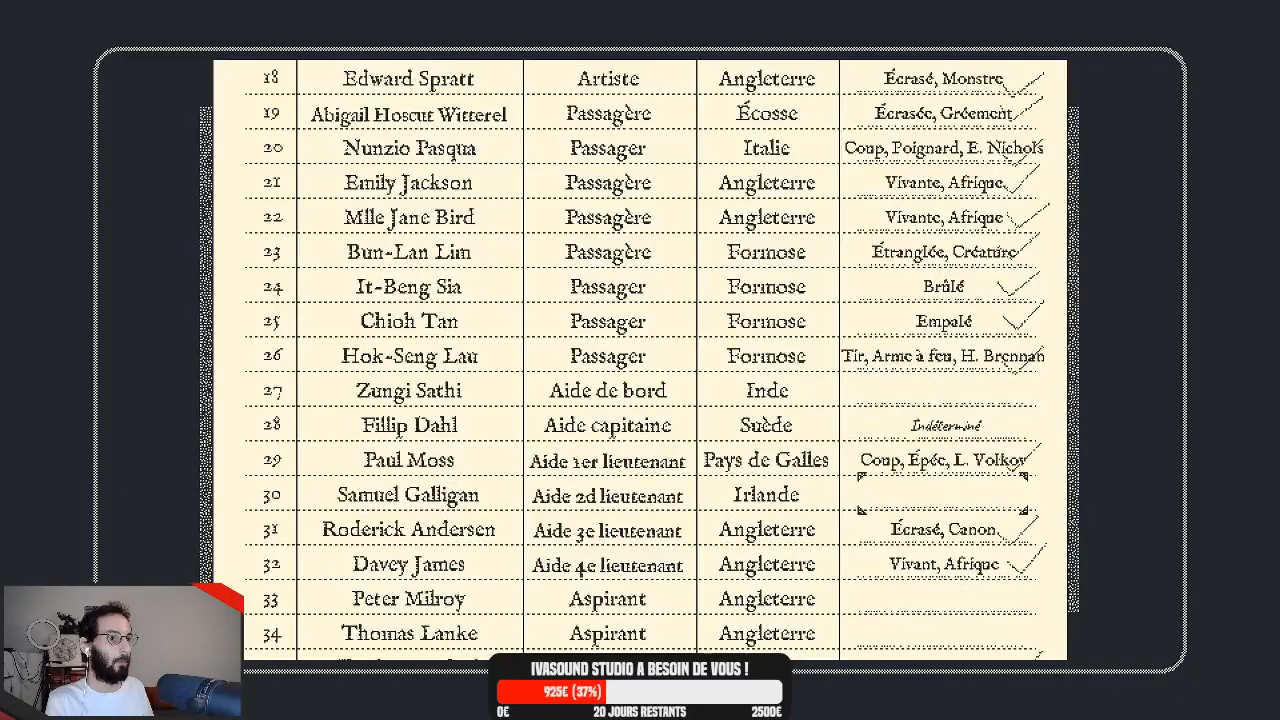 18 Edward Spratt Artiste Angleterre Écrasé, Monstre
19 Abigail Hoscut Witterel Passagère Écosse Écrasée, Gréement
20 Nunzio Pasqua Passager Italie Coup, Poignard, E. Nichols
21 Emily Jackson Passagère Angleterre Vivante, Afrique
22 Mlle Jane Bird Passagère Angleterre Vivante, Afrique
23 Bun-Lan Lim Passagère Formose Étranglée, Créature
24 It-Beng Sia Passager Formose Brûlé
25 Chioh Tan Passager Formose Empalé
26 Hok-Seng Lau Passager Formose Tir, Arme à feu, H. Brennan
27 Zungi Sathi Aide de bord Inde
28 Fillip Dahl Aide capitaine Suède Indéterminé
29 Paul Moss Aide 1er lieutenant Pays de Galles Coup, Épée, L. Volkov
30 Samuel Galligan Aide 2d lieutenant Irlande
31 Roderick Andersen Aide 3e lieutenant Angleterre Écrasé, Canon
32 Davey James Aide 4e lieutenant Angleterre Vivant, Afrique
33 Peter Milroy Aspirant Angleterre
34 Thomas Lanke Aspirant Angleterre
IVASOUND STUDIO A BESOIN DE VOUS !
925€ (37%)
0€ 20 JOURS RESTANTS 2500€